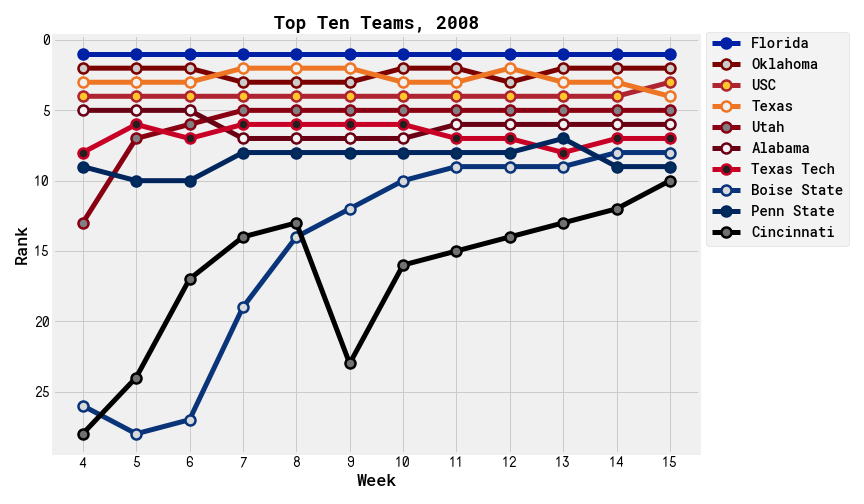 Top Ten Teams, 2008
0
5
10
15
20
25
Rank
4 5 6 7 8 9 10 11 12 13 14 15
Week
Florida
Oklahoma
USC
Texas
Utah
Alabama
Texas Tech
Boise State
Penn State
Cincinnati